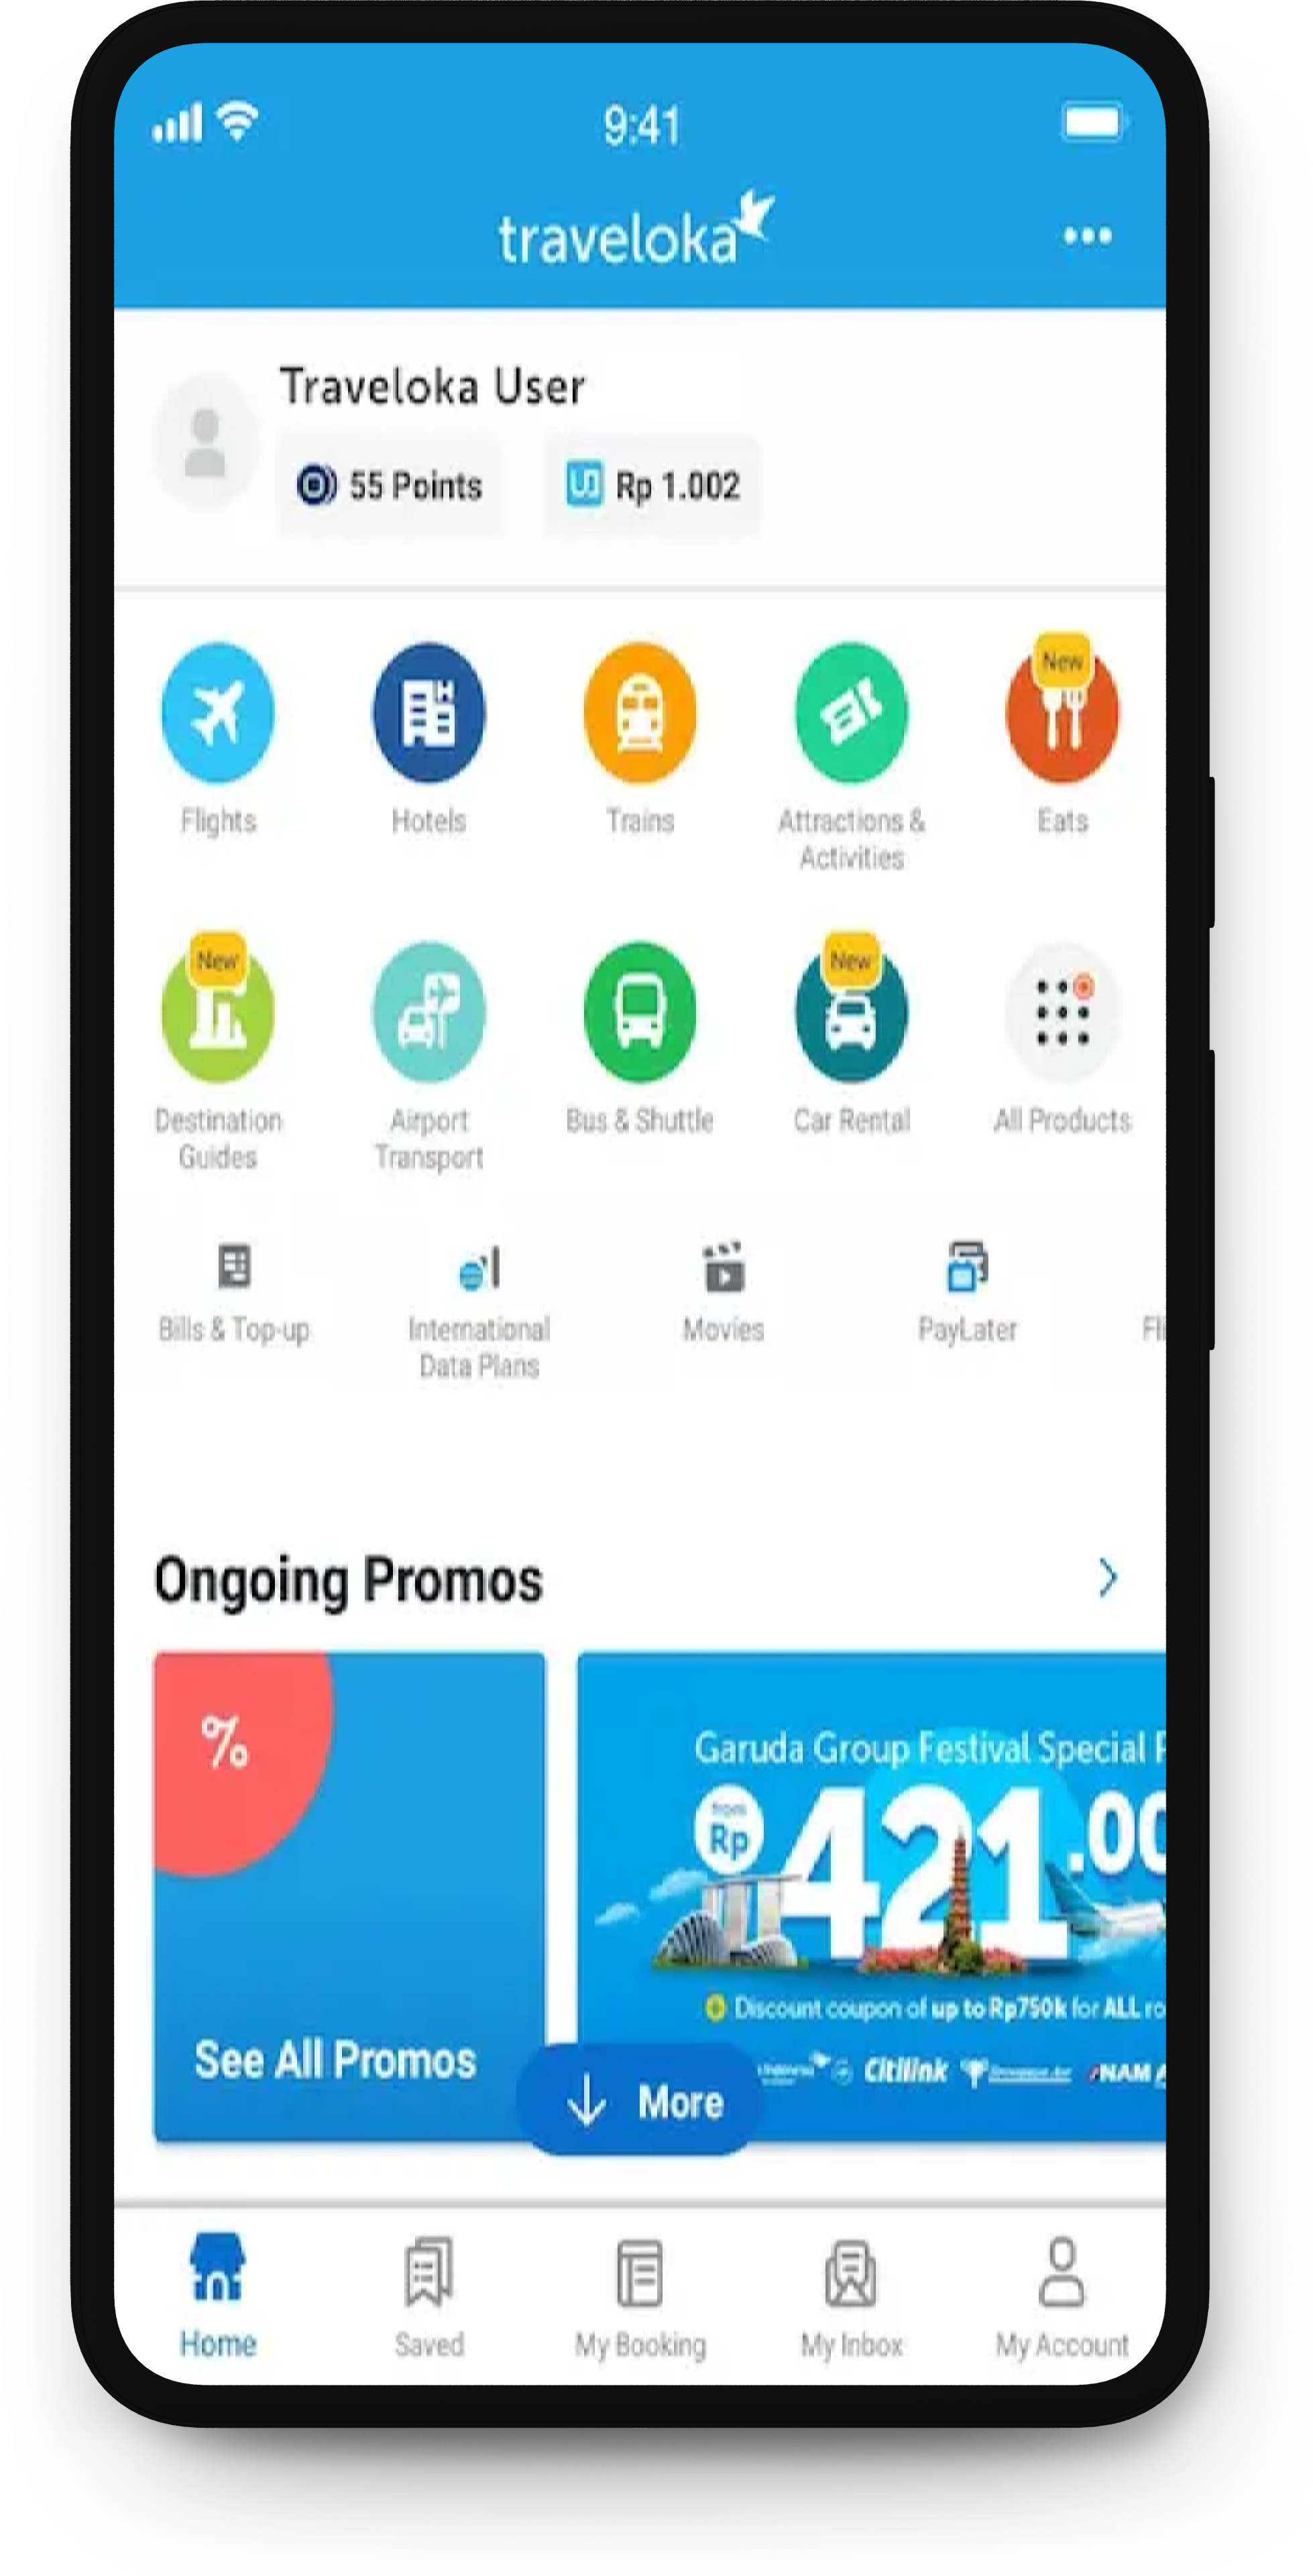 9:41
traveloka
Traveloka User
55 Points
Rp 1.002
New
Flights
Hotels
Trains
Attractions &
Activities
Eats
New
New
Destination
Guides
Airport
Transport
Bus & Shuttle
Car Rental
All Products
Bills & Top-up
International
Data Plans
Movies
PayLater
Ongoing Promos
%
See All Promos
Garuda Group Festival Special
from
Rp
421.00
Discount coupon of up to Rp750k for ALL
Citilink
NAM
More
Home
Saved
My Booking
My Inbox
My Account